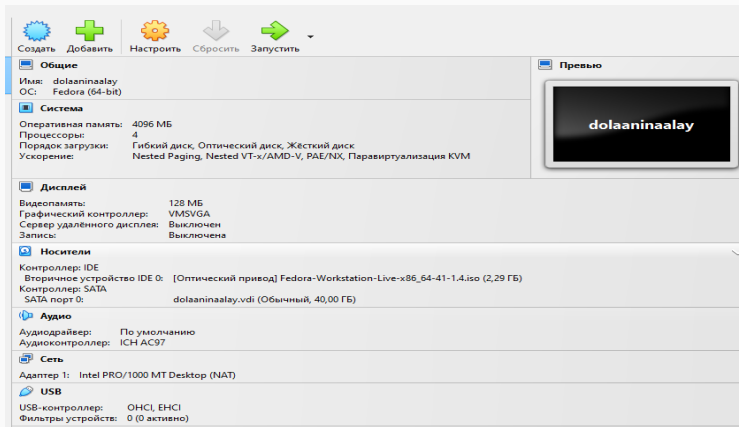 Создать Добавить Настроить Сбросить Запустить
Общие
Имя: dolaaninaalay
ОС: Fedora (64-bit)
Превью
dolaaninaalay
Система
Оперативная память: 4096 МБ
Процессоры: 4
Порядок загрузки: Гибкий диск, Оптический диск, Жёсткий диск
Ускорение: Nested Paging, Nested VT-x/AMD-V, PAE/NX, Паравиртуализация KVM
Дисплей
Видеопамять: 128 МБ
Графический контроллер: VMSVGA
Сервер удалённого дисплея: Выключен
Запись: Выключена
Носители
Контроллер: IDE
Вторичное устройство IDE 0: [Оптический привод] Fedora-Workstation-Live-x86_64-41-1.4.iso (2,29 ГБ)
Контроллер: SATA
SATA порт 0: dolaaninaalay.vdi (Обычный, 40,00 ГБ)
Аудио
Аудиодрайвер: По умолчанию
Аудиоконтроллер: ICH AC97
Сеть
Адаптер 1: Intel PRO/1000 MT Desktop (NAT)
USB
USB-контроллер: OHCI, EHCI
Фильтры устройств: 0 (0 активно)